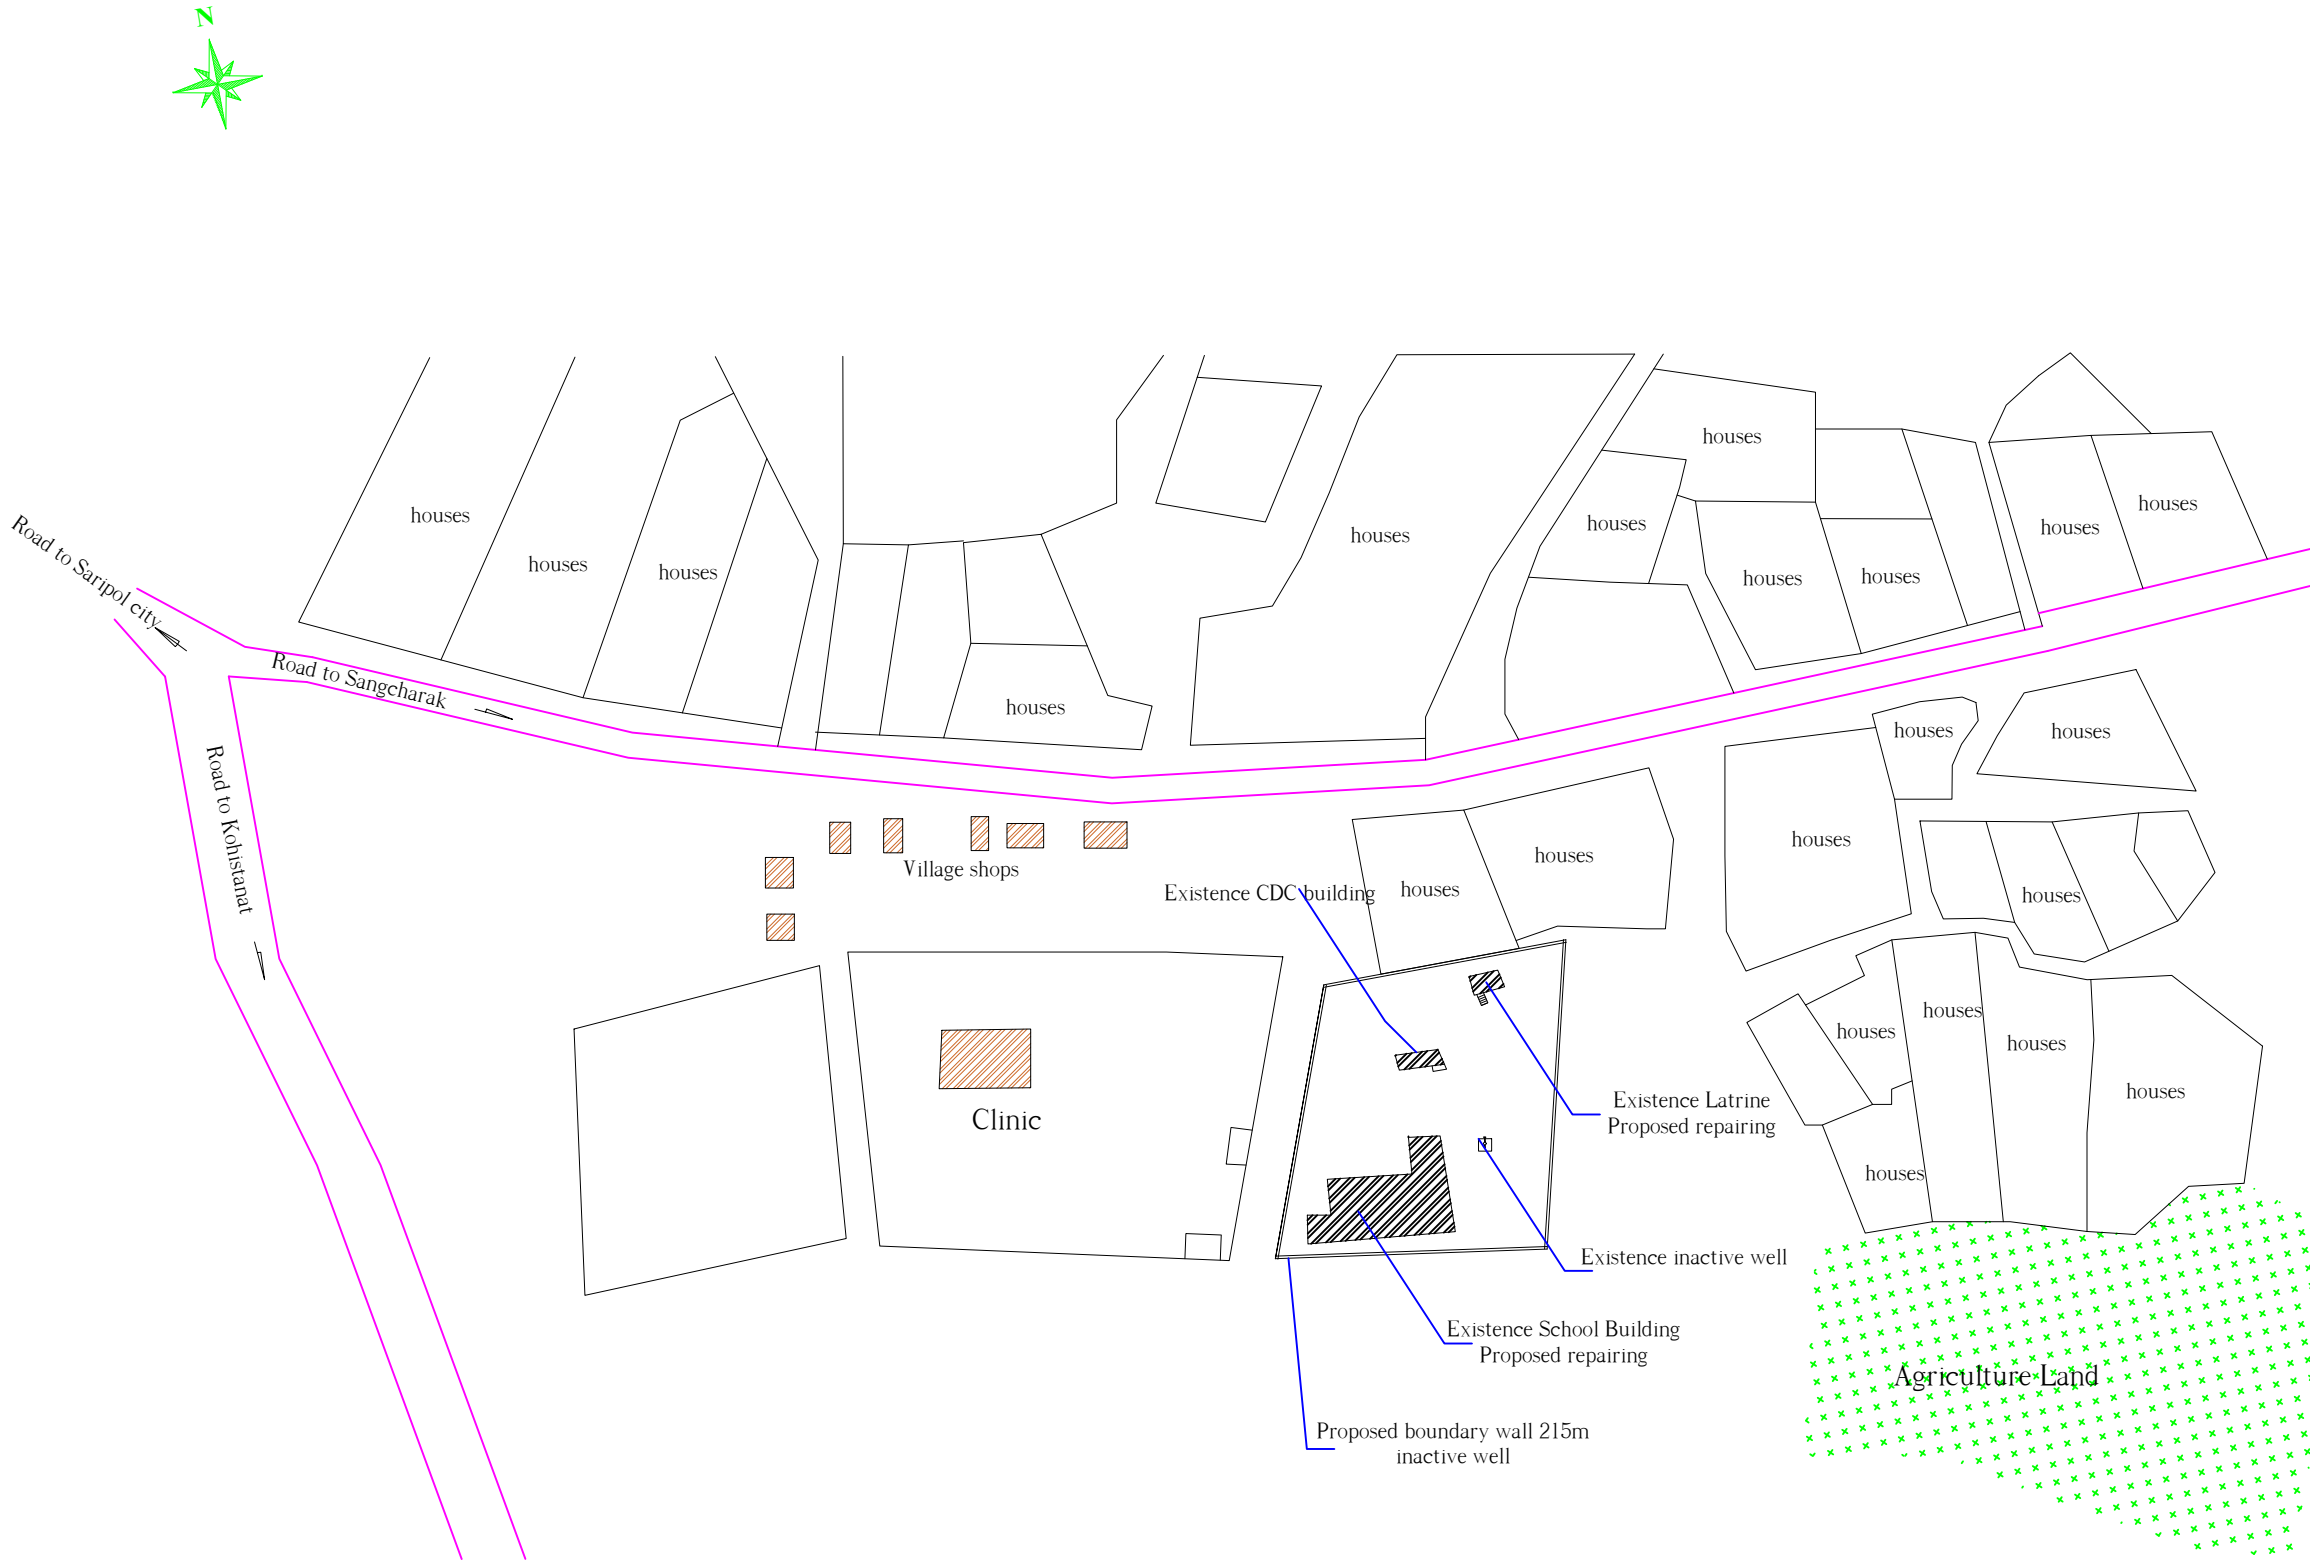 N
houses
houses
houses
houses
houses
houses
houses
houses
houses
houses
houses
houses
Road to Saripol city
Road to Sangcharak
Road to Kohistanat
houses
houses
houses
houses
houses
houses
houses
Village shops
Existence CDC building
houses
houses
houses
houses
houses
houses
Clinic
Existence Latrine
Proposed repairing
Existence inactive well
Existence School Building
Proposed repairing
Agriculture Land
Proposed boundary wall 215m
inactive well